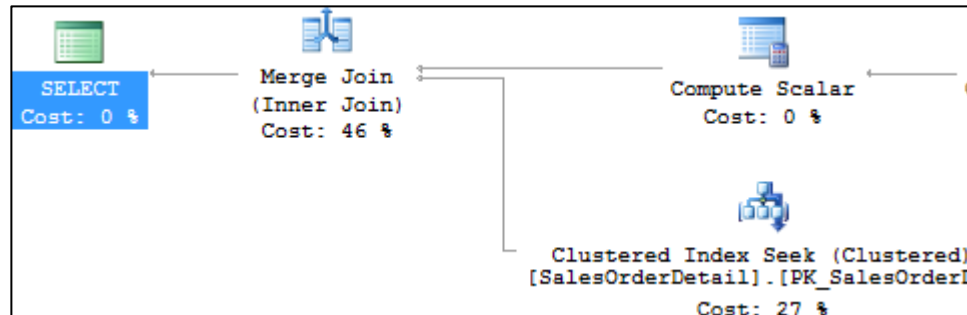 SELECT
Cost: 0 %
Merge Join
(Inner Join)
Cost: 46 %
Compute Scalar
Cost: 0 %
Clustered Index Seek (Clustered)
[SalesOrderDetail].[PK_SalesOrderD
Cost: 27 %